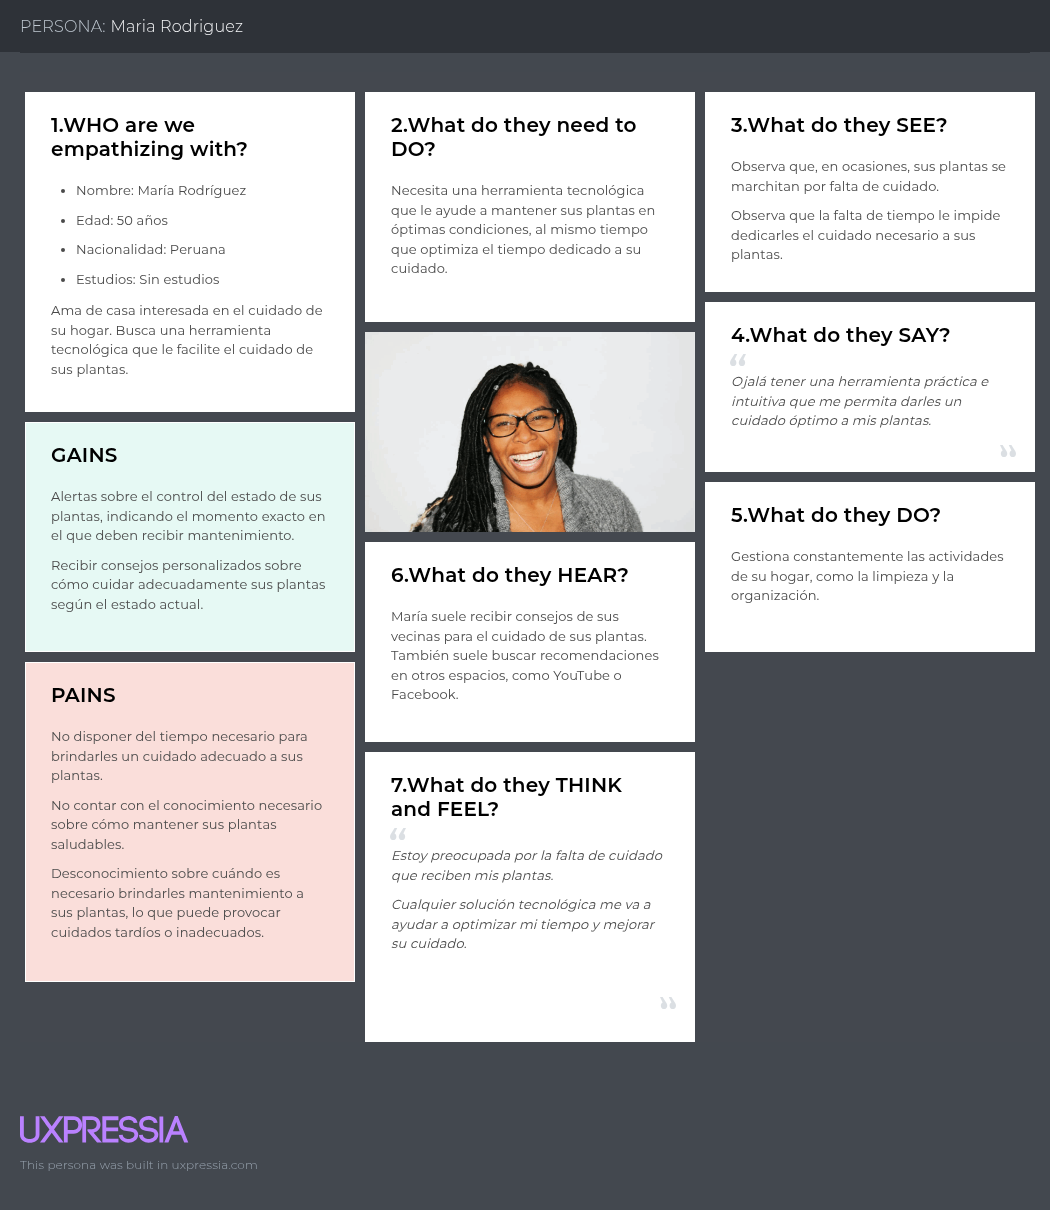 PERSONA: Maria Rodriguez
1.WHO are we
empathizing with?
• Nombre: María Rodríguez
• Edad: 50 años
• Nacionalidad: Peruana
• Estudios: Sin estudios
Ama de casa interesada en el cuidado de
su hogar. Busca una herramienta
tecnológica que le facilite el cuidado de
sus plantas.
GAINS
Alertas sobre el control del estado de sus
plantas, indicando el momento exacto en
el que deben recibir mantenimiento.
Recibir consejos personalizados sobre
cómo cuidar adecuadamente sus plantas
según el estado actual.
PAINS
No disponer del tiempo necesario para
brindarles un cuidado adecuado a sus
plantas.
No contar con el conocimiento necesario
sobre cómo mantener sus plantas
saludables.
Desconocimiento sobre cuándo es
necesario brindarles mantenimiento a
sus plantas, lo que puede provocar
cuidados tardíos o inadecuados.
2.What do they need to
DO?
Necesita una herramienta tecnológica
que le ayude a mantener sus plantas en
óptimas condiciones, al mismo tiempo
que optimiza el tiempo dedicado a su
cuidado.
6.What do they HEAR?
María suele recibir consejos de sus
vecinas para el cuidado de sus plantas.
También suele buscar recomendaciones
en otros espacios, como YouTube o
Facebook.
7.What do they THINK
and FEEL?
“
Estoy preocupada por la falta de cuidado
que reciben mis plantas.
Cualquier solución tecnológica me va a
ayudar a optimizar mi tiempo y mejorar
su cuidado.
”
3.What do they SEE?
Observa que, en ocasiones, sus plantas se
marchitan por falta de cuidado.
Observa que la falta de tiempo le impide
dedicarles el cuidado necesario a sus
plantas.
4.What do they SAY?
“
Ojalá tener una herramienta práctica e
intuitiva que me permita darles un
cuidado óptimo a mis plantas.
”
5.What do they DO?
Gestiona constantemente las actividades
de su hogar, como la limpieza y la
organización.
UXPRESSIA
This persona was built in uxpressia.com